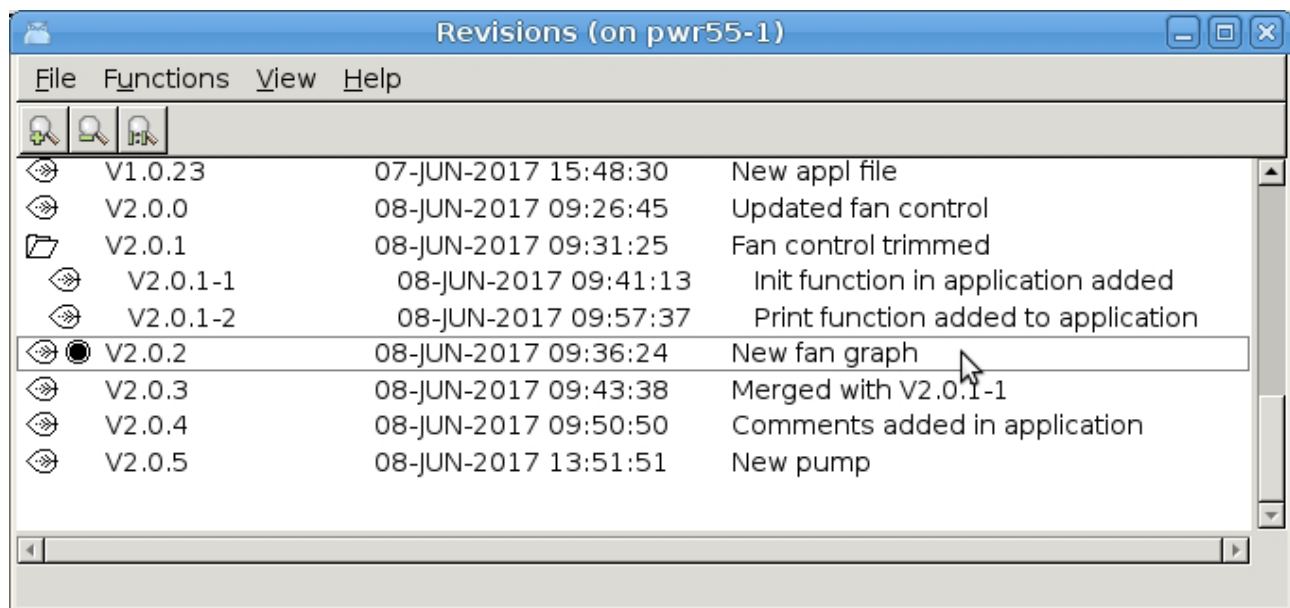 Revisions (on pwr55-1)
File Functions View Help
V1.0.23 07-JUN-2017 15:48:30 New appl file
V2.0.0 08-JUN-2017 09:26:45 Updated fan control
V2.0.1 08-JUN-2017 09:31:25 Fan control trimmed
V2.0.1-1 08-JUN-2017 09:41:13 Init function in application added
V2.0.1-2 08-JUN-2017 09:57:37 Print function added to application
V2.0.2 08-JUN-2017 09:36:24 New fan graph
V2.0.3 08-JUN-2017 09:43:38 Merged with V2.0.1-1
V2.0.4 08-JUN-2017 09:50:50 Comments added in application
V2.0.5 08-JUN-2017 13:51:51 New pump